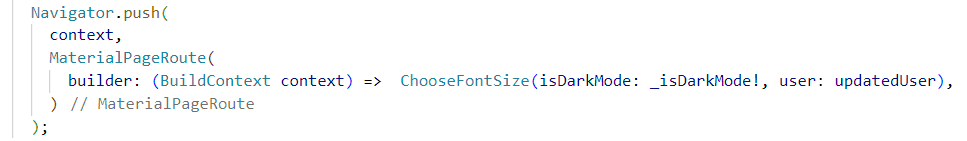 Navigator.push(
context,
MaterialPageRoute(
builder: (BuildContext context) =>  ChooseFontSize(isDarkMode: _isDarkMode!, user: updatedUser),
) // MaterialPageRoute
);